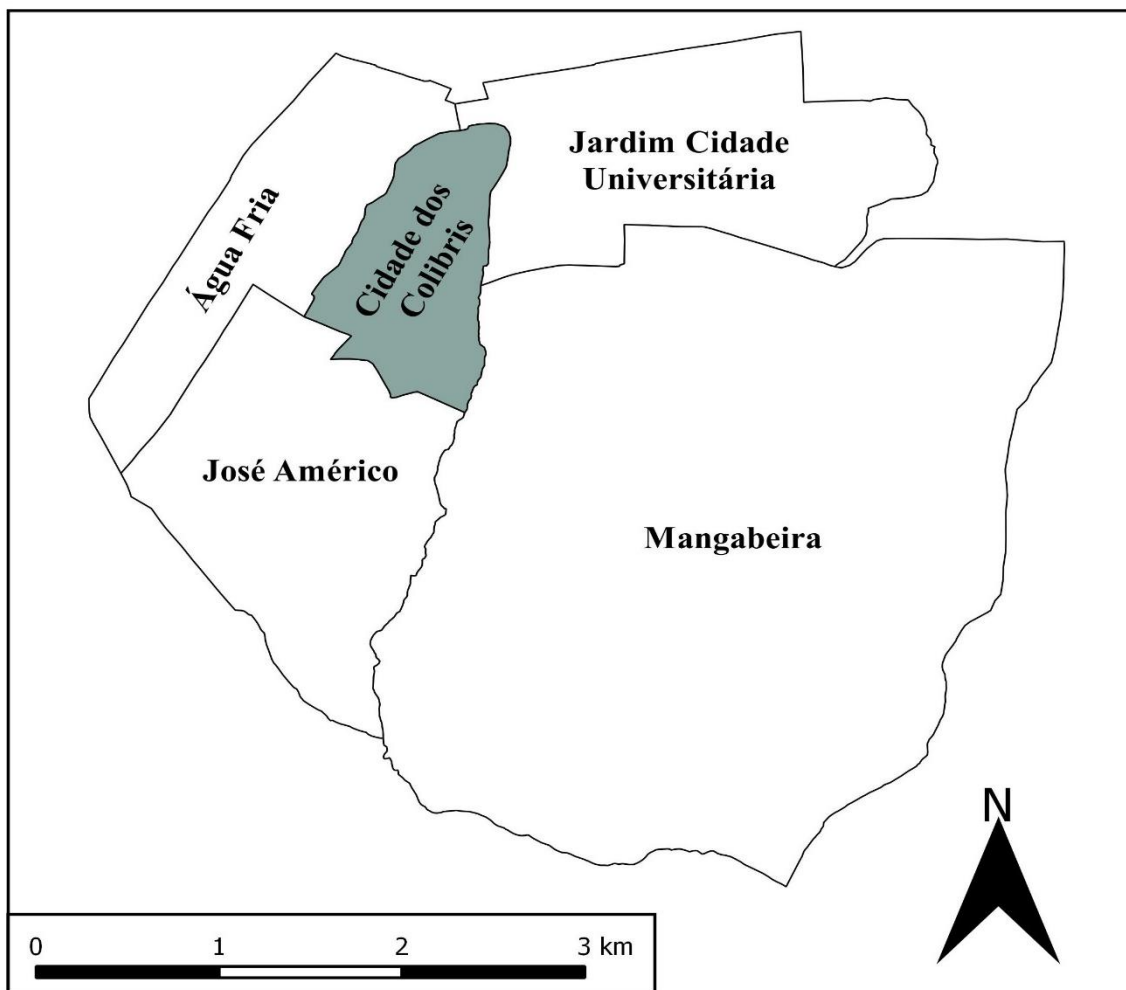 Jardim Cidade
Universitária
Água Fria
Cidade dos
Colibris
José Américo
Mangabeira
N
0 1 2 3 km